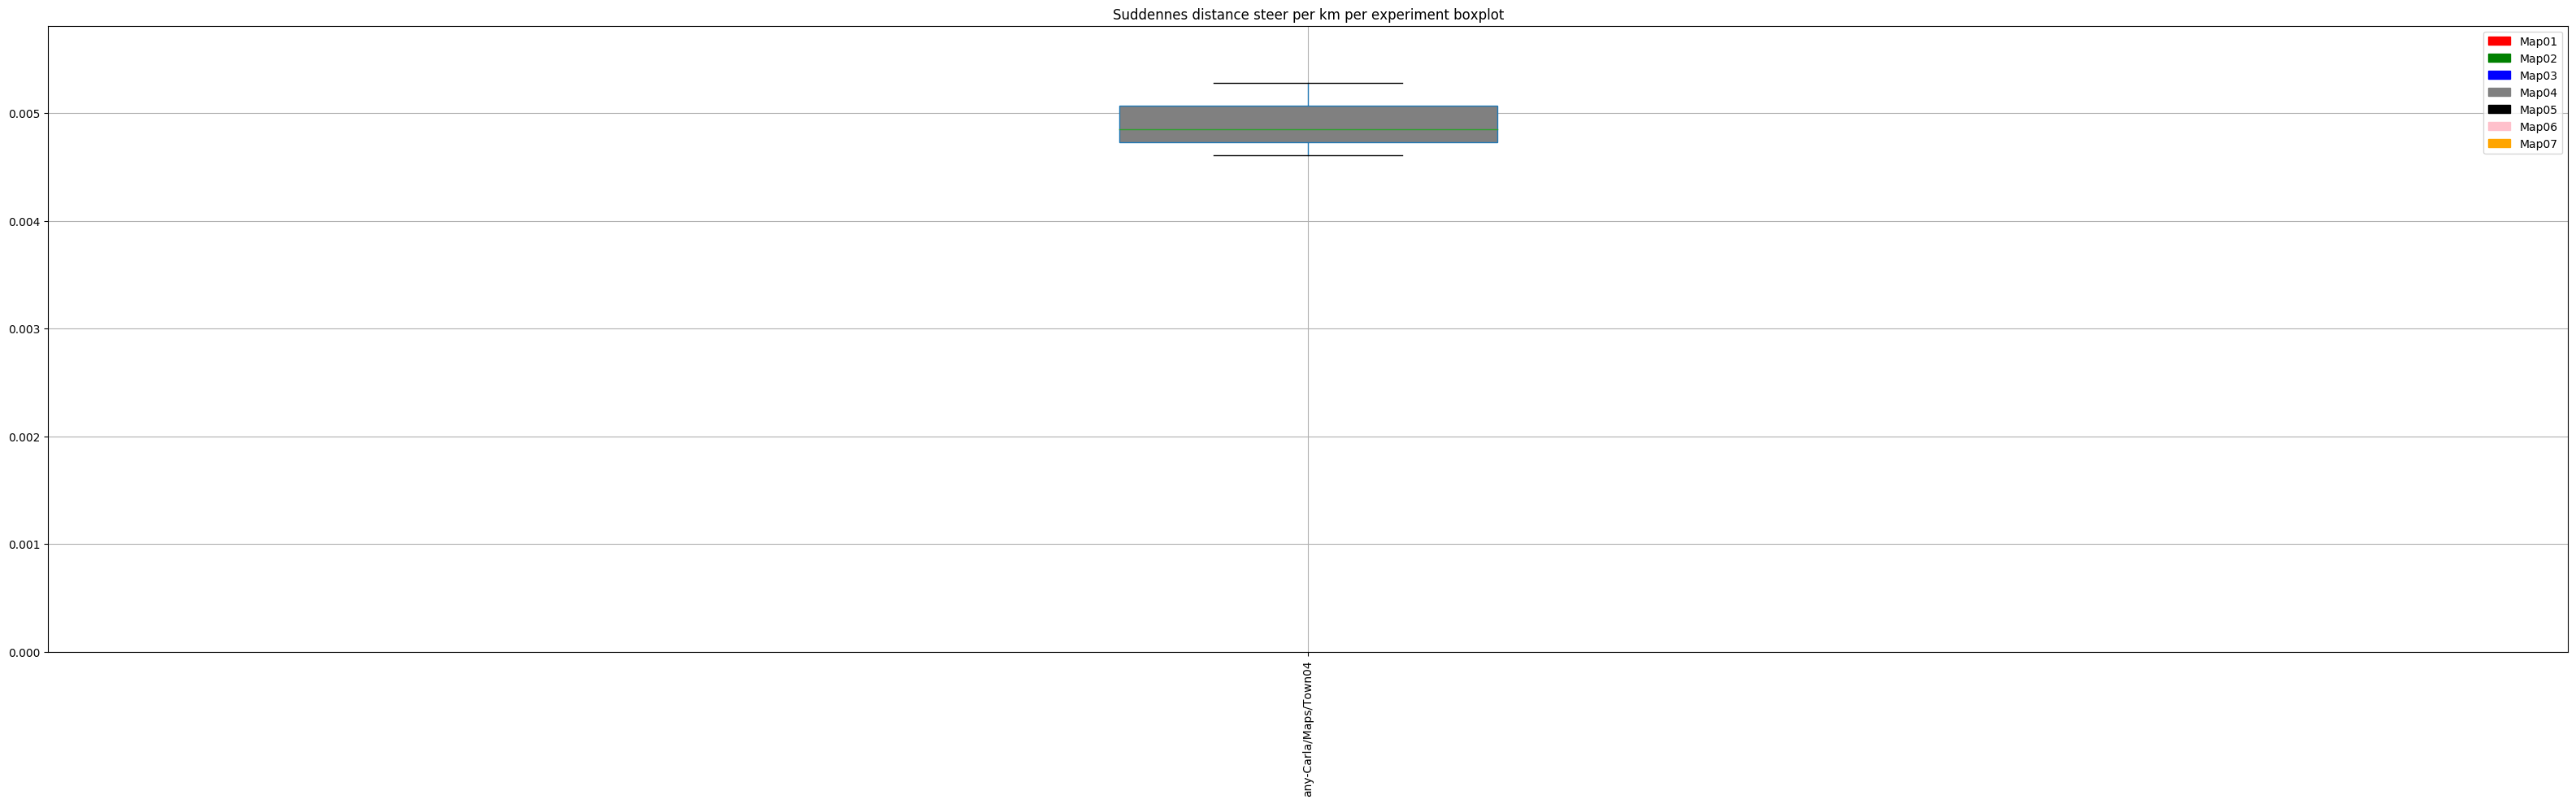 Suddennes distance steer per km per experiment boxplot
Map01
Map02
Map03
Map04
Map05
Map06
Map07
0.005
0.004
0.003
0.002
0.001
0.000
any-Carla/Maps/Town04